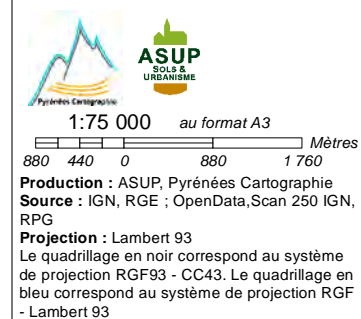 ASUP
SOLS &
URBANISME
Pyrénées Cartographie
1:75 000 au format A3
Mètres
880 440 0 880 1 760
Production : ASUP, Pyrénées Cartographie
Source : IGN, RGE ; OpenData,Scan 250 IGN,
RPG
Projection : Lambert 93
Le quadrillage en noir correspond au système
de projection RGF93 - CC43. Le quadrillage en
bleu correspond au système de projection RGF
- Lambert 93